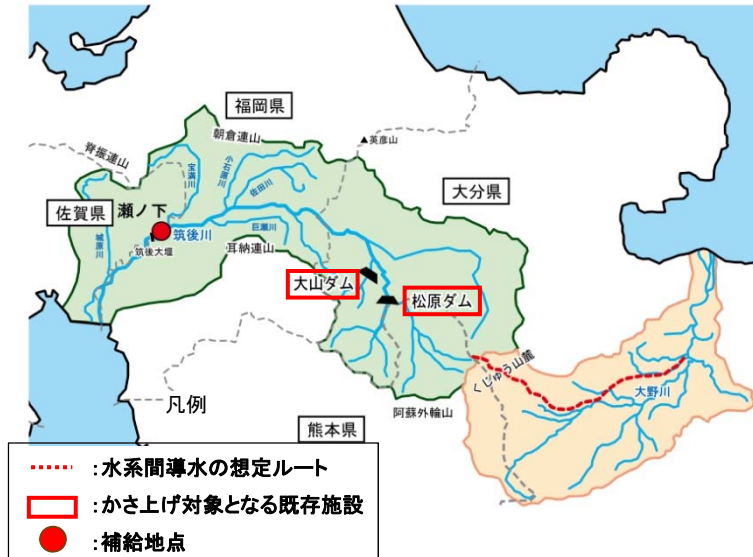 福岡県
朝倉連山
▲英彦山
脊振連山
宝満川
小石原川
佐田川
大分県
佐賀県
瀬ノ下
城原川
筑後大堰
筑後川
巨瀬川
耳納連山
大山ダム
松原ダム
くじゅう山麓
大野川
阿蘇外輪山
熊本県
凡例
:水系間導水の想定ルート
:かさ上げ対象となる既存施設
:補給地点